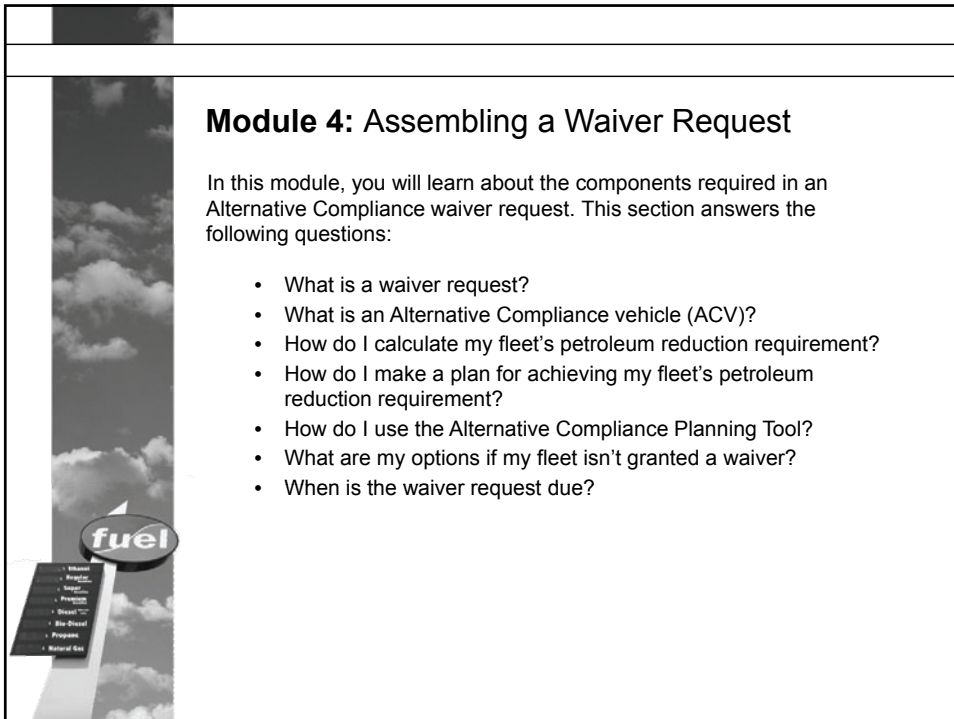 Module 4: Assembling a Waiver Request
In this module, you will learn about the components required in an
Alternative Compliance waiver request. This section answers the
following questions:
• What is a waiver request?
• What is an Alternative Compliance vehicle (ACV)?
• How do I calculate my fleet's petroleum reduction requirement?
• How do I make a plan for achieving my fleet's petroleum
reduction requirement?
• How do I use the Alternative Compliance Planning Tool?
• What are my options if my fleet isn't granted a waiver?
• When is the waiver request due?
fuel
Ethanol
Regular
Super
Premium
Diesel
Bio-Diesel
Propane
Natural Gas